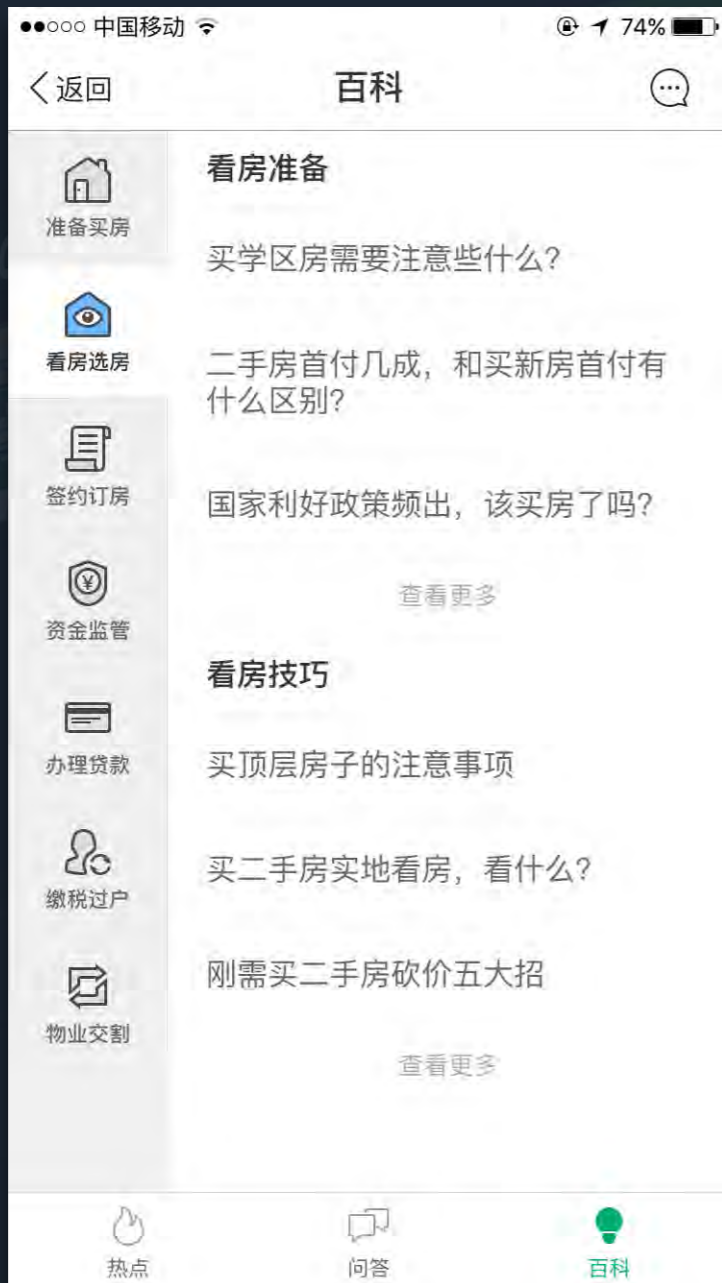 中国移动 74%
返回 百科
准备买房
看房选房
签约订房
资金监管
办理贷款
缴税过户
物业交割
看房准备
买学区房需要注意些什么？
二手房首付几成，和买新房首付有
什么区别？
国家利好政策频出，该买房了吗？
查看更多
看房技巧
买顶层房子的注意事项
买二手房实地看房，看什么？
刚需买二手房砍价五大招
查看更多
热点 问答 百科